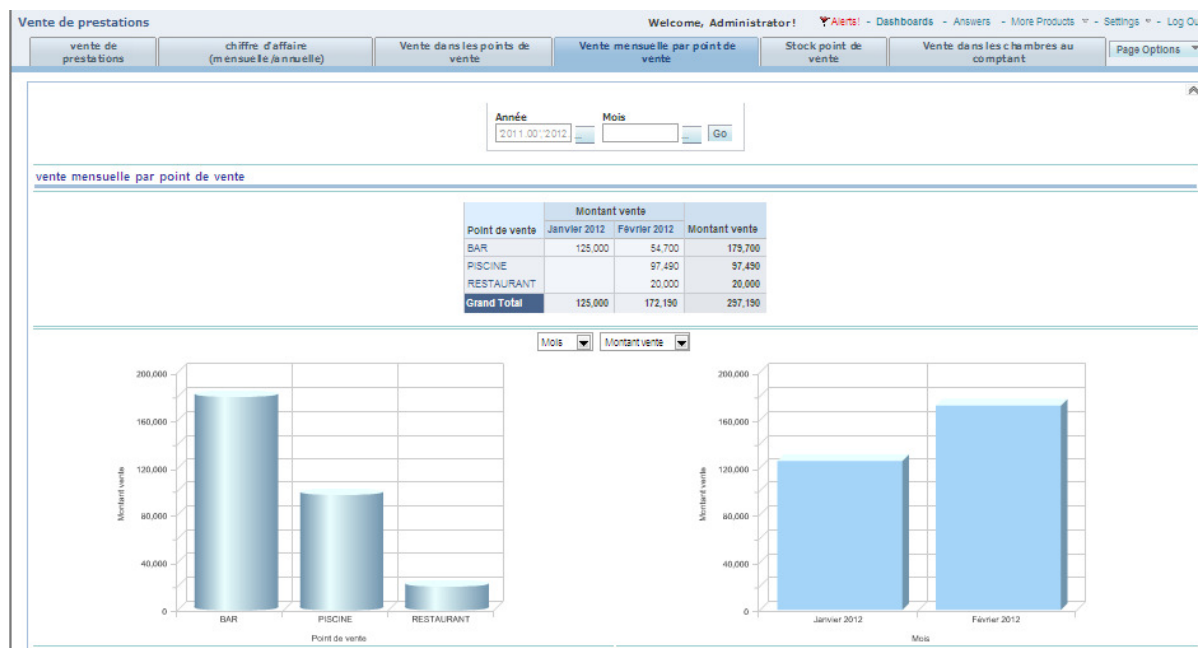 Vente de prestations
Welcome, Administrator! Alerts! - Dashboards - Answers - More Products - Settings - Log Ou
vente de prestations
chiffre d'affaire (mensuelle /annuelle)
Vente dans les points de vente
Vente mensuelle par point de vente
Stock point de vente
Vente dans les chambres au comptant
Page Options
Année Mois
'2011.00','2012. ... ... Go
vente mensuelle par point de vente
Montant vente
Point de vente Janvier 2012 Février 2012 Montant vente
BAR 125,000 54,700 179,700
PISCINE 97,490 97,490
RESTAURANT 20,000 20,000
Grand Total 125,000 172,190 297,190
Mois Montant vente
200,000
160,000
120,000
80,000
40,000
0
Montant vente
BAR PISCINE RESTAURANT
Point de vente
200,000
160,000
120,000
80,000
40,000
0
Montant vente
Janvier 2012 Février 2012
Mois